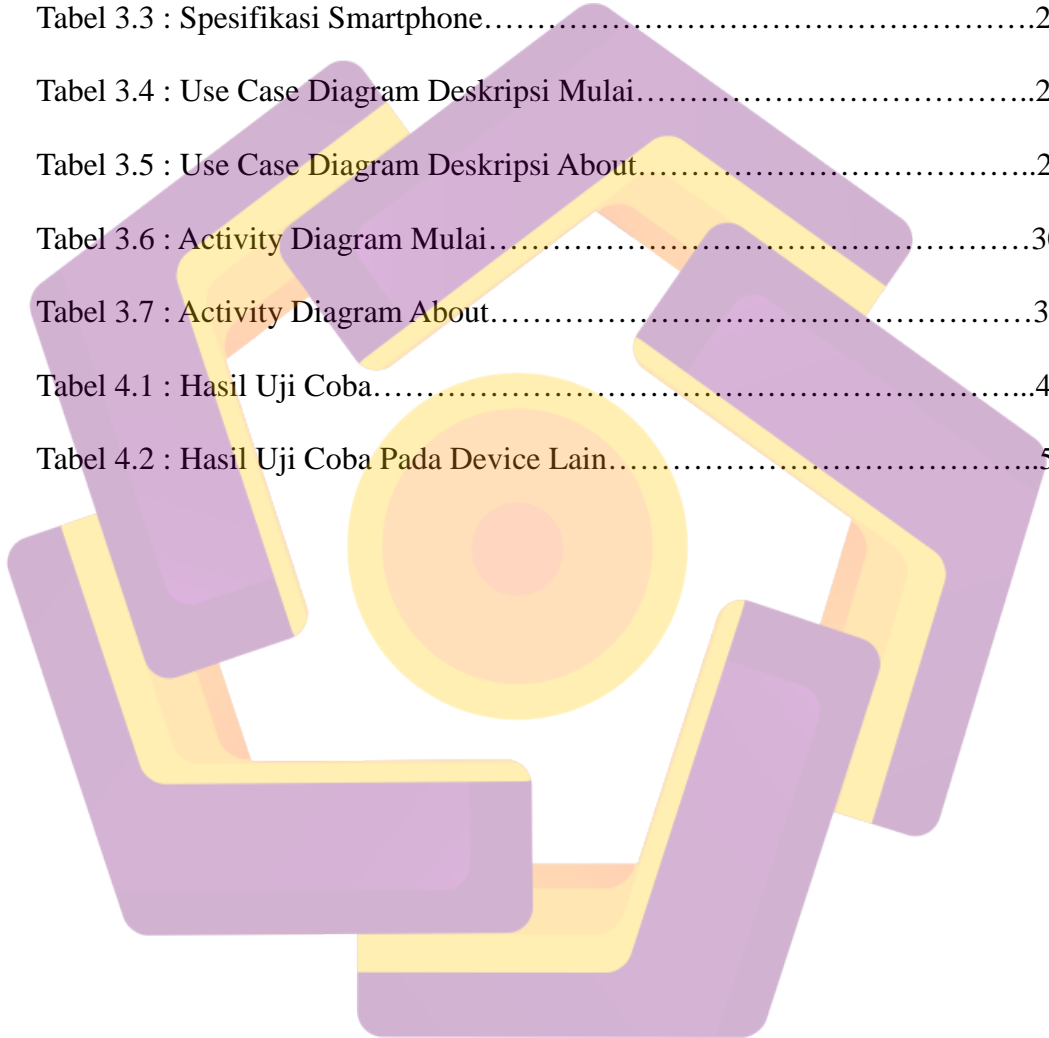 Tabel 3.3 : Spesifikasi Smartphone…………………………………………….2
Tabel 3.4 : Use Case Diagram Deskripsi Mulai………………………………..2
Tabel 3.5 : Use Case Diagram Deskripsi About………………………………..2
Tabel 3.6 : Activity Diagram Mulai……………………………………………3
Tabel 3.7 : Activity Diagram About……………………………………………3
Tabel 4.1 : Hasil Uji Coba……………………………………………………...4
Tabel 4.2 : Hasil Uji Coba Pada Device Lain…………………………………..5